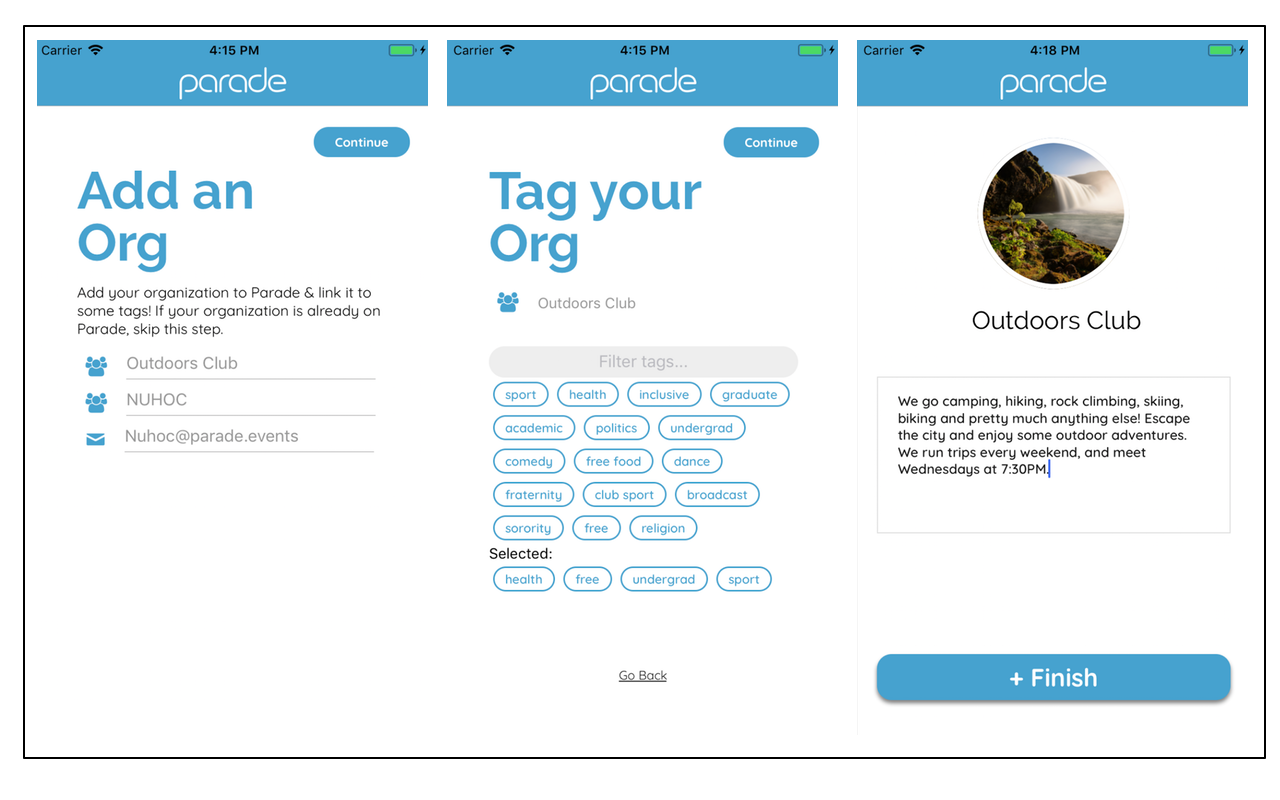 Carrier 4:15 PM
parade
Continue
Add an
Org
Add your organization to Parade & link it to
some tags! If your organization is already on
Parade, skip this step.
Outdoors Club
NUHOC
Nuhoc@parade.events
Carrier 4:15 PM
parade
Continue
Tag your
Org
Outdoors Club
Filter tags...
sport health inclusive graduate
academic politics undergrad
comedy free food dance
fraternity club sport broadcast
sorority free religion
Selected:
health free undergrad sport
Go Back
Carrier 4:18 PM
parade
Outdoors Club
We go camping, hiking, rock climbing, skiing,
biking and pretty much anything else! Escape
the city and enjoy some outdoor adventures.
We run trips every weekend, and meet
Wednesdays at 7:30PM.
+ Finish